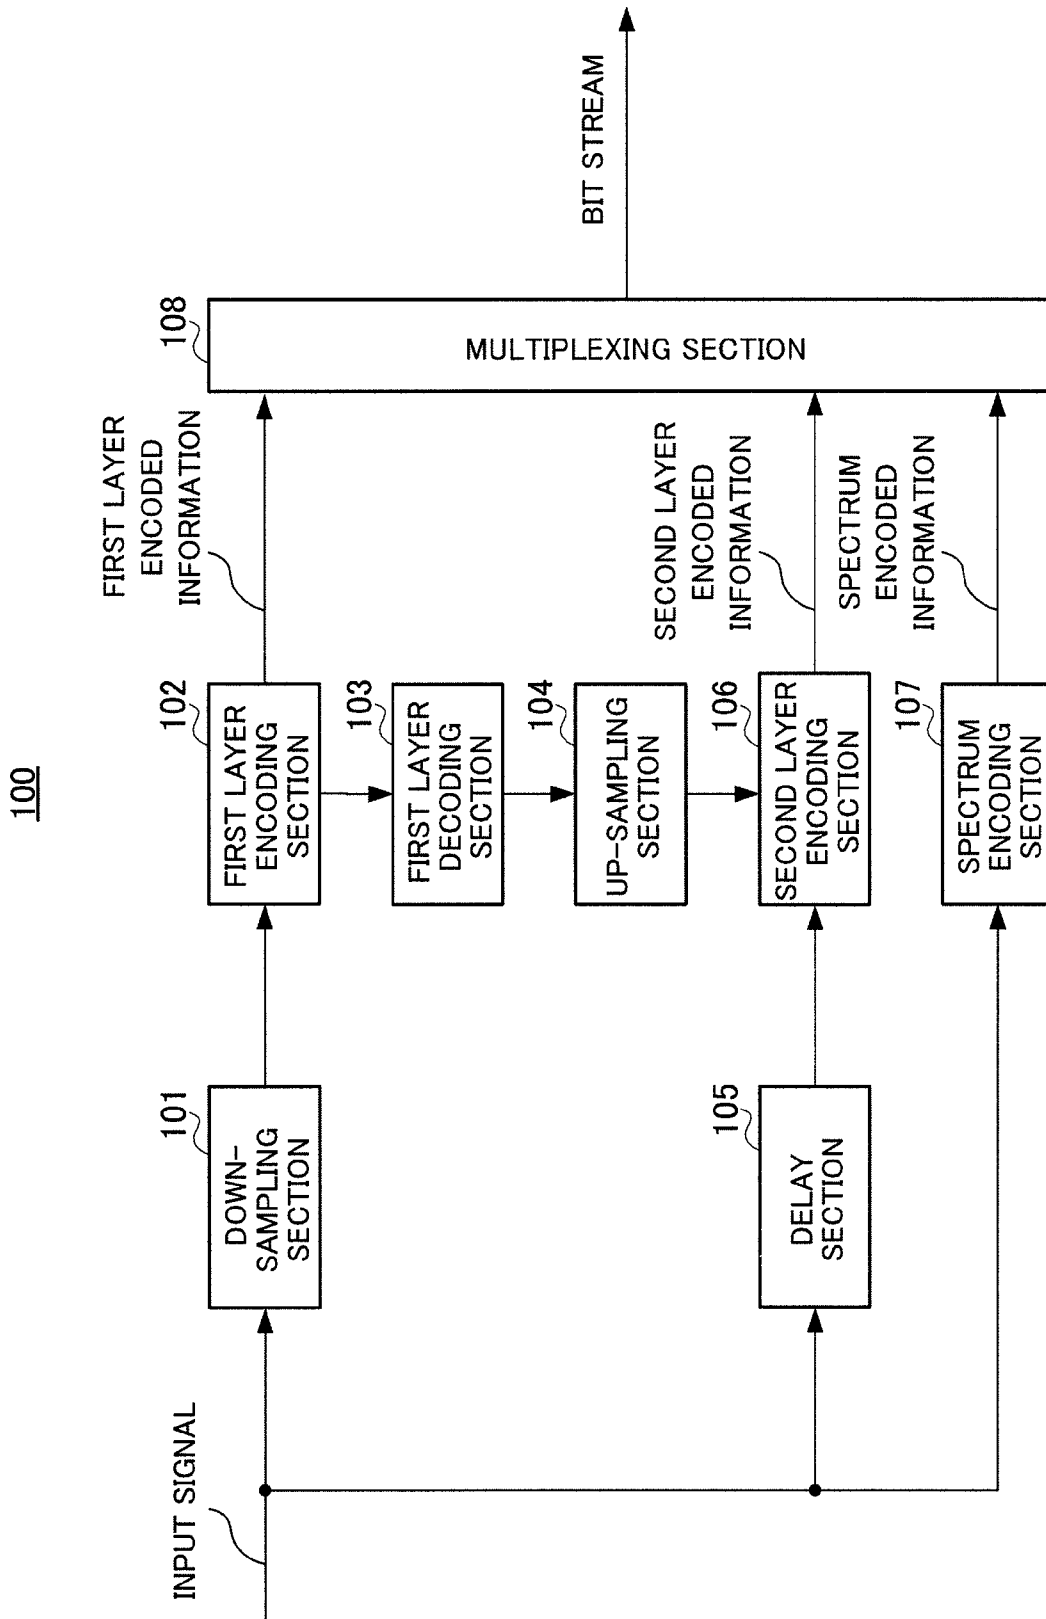 100
INPUT SIGNAL
101
DOWN-
SAMPLING
SECTION
102
FIRST LAYER
ENCODING
SECTION
FIRST LAYER
ENCODED
INFORMATION
103
FIRST LAYER
DECODING
SECTION
104
UP-SAMPLING
SECTION
105
DELAY
SECTION
106
SECOND LAYER
ENCODING
SECTION
SECOND LAYER
ENCODED
INFORMATION
107
SPECTRUM
ENCODING
SECTION
SPECTRUM
ENCODED
INFORMATION
108
MULTIPLEXING SECTION
BIT STREAM